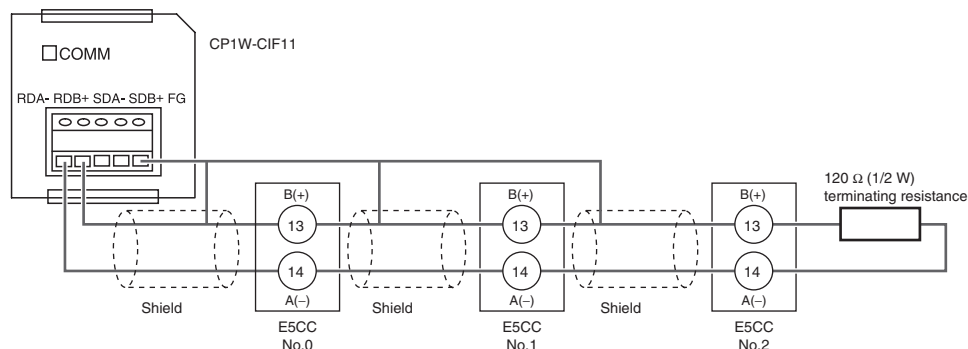 CP1W-CIF11
COMM
RDA- RDB+ SDA- SDB+ FG
B(+)
13
14
A(−)
B(+)
13
14
A(−)
B(+)
13
14
A(−)
120 Ω (1/2 W)
terminating resistance
Shield
Shield
Shield
E5CC
No.0
E5CC
No.1
E5CC
No.2